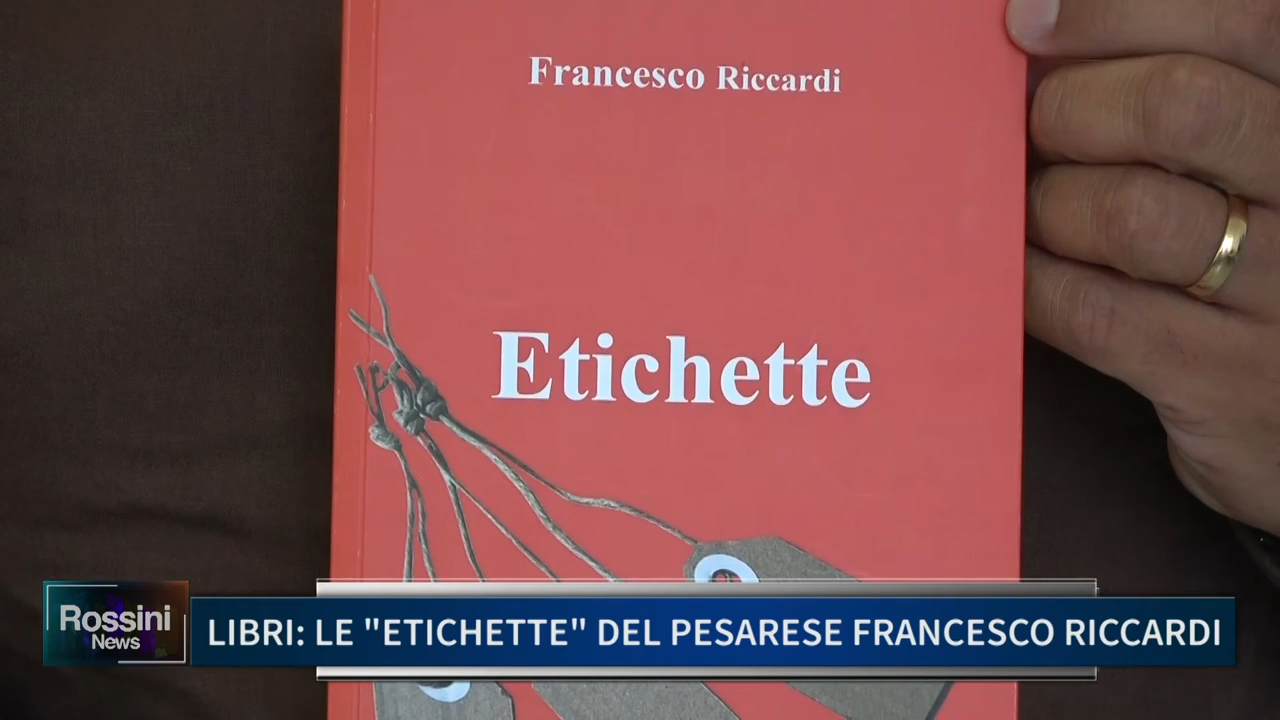 Francesco Riccardi
Etichette
Rossini
News
LIBRI: LE "ETICHETTE" DEL PESARESE FRANCESCO RICCARDI